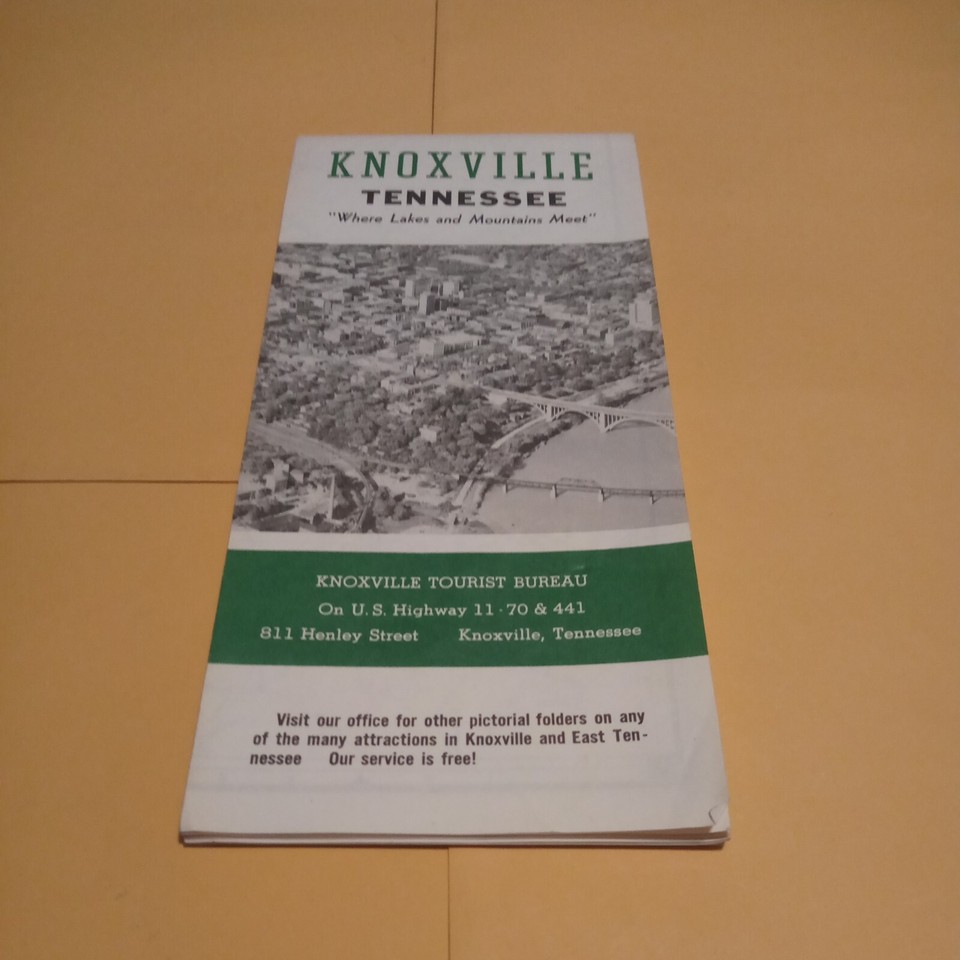 KNOXVILLE
TENNESSEE
"Where Lakes and Mountains Meet"
KNOXVILLE TOURIST BUREAU
On U.S. Highway 11 - 70 & 441
811 Henley Street Knoxville, Tennessee
Visit our office for other pictorial folders on any
of the many attractions in Knoxville and East Ten-
nessee Our service is free!